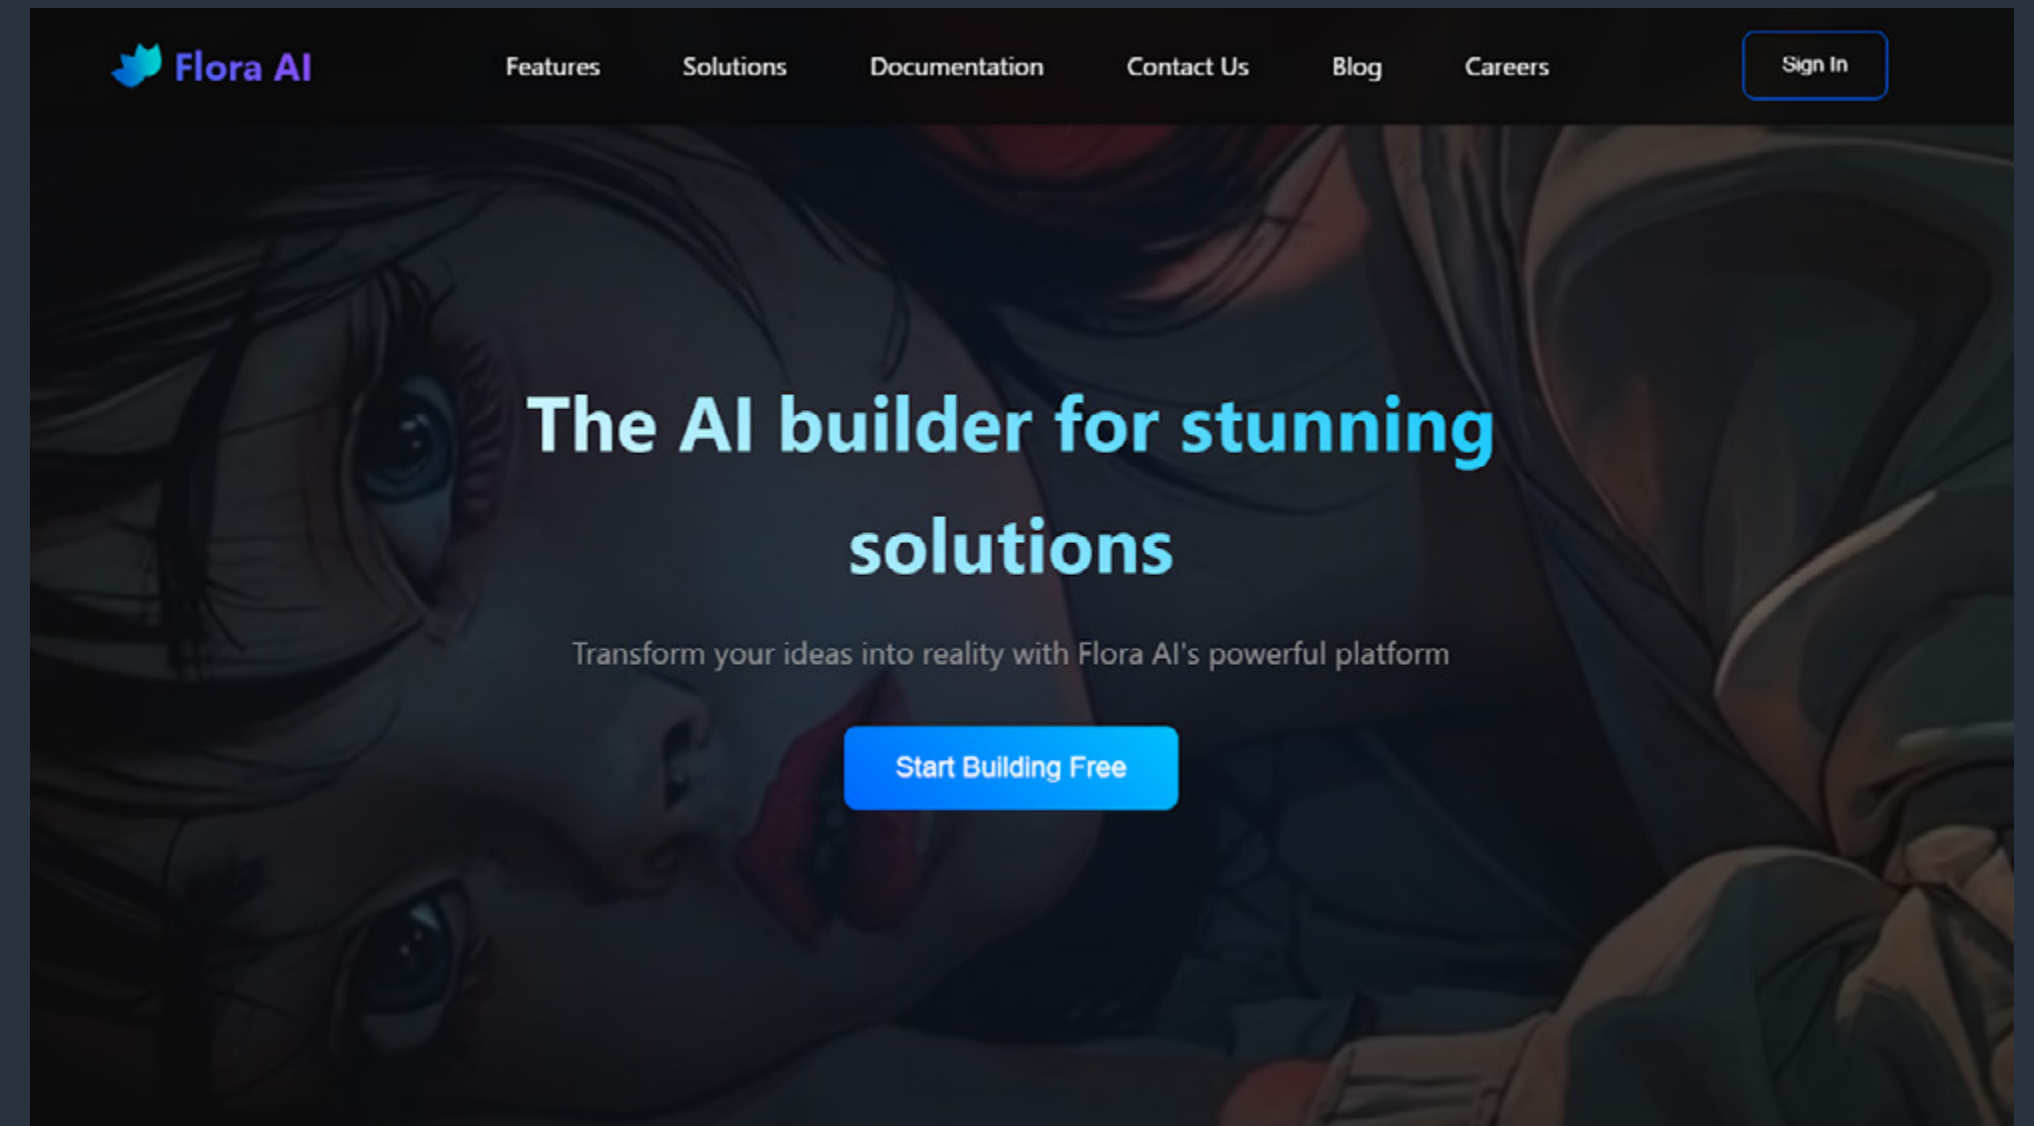 Flora AI
Features
Solutions
Documentation
Contact Us
Blog
Careers
Sign In
The AI builder for stunning
solutions
Transform your ideas into reality with Flora AI's powerful platform
Start Building Free